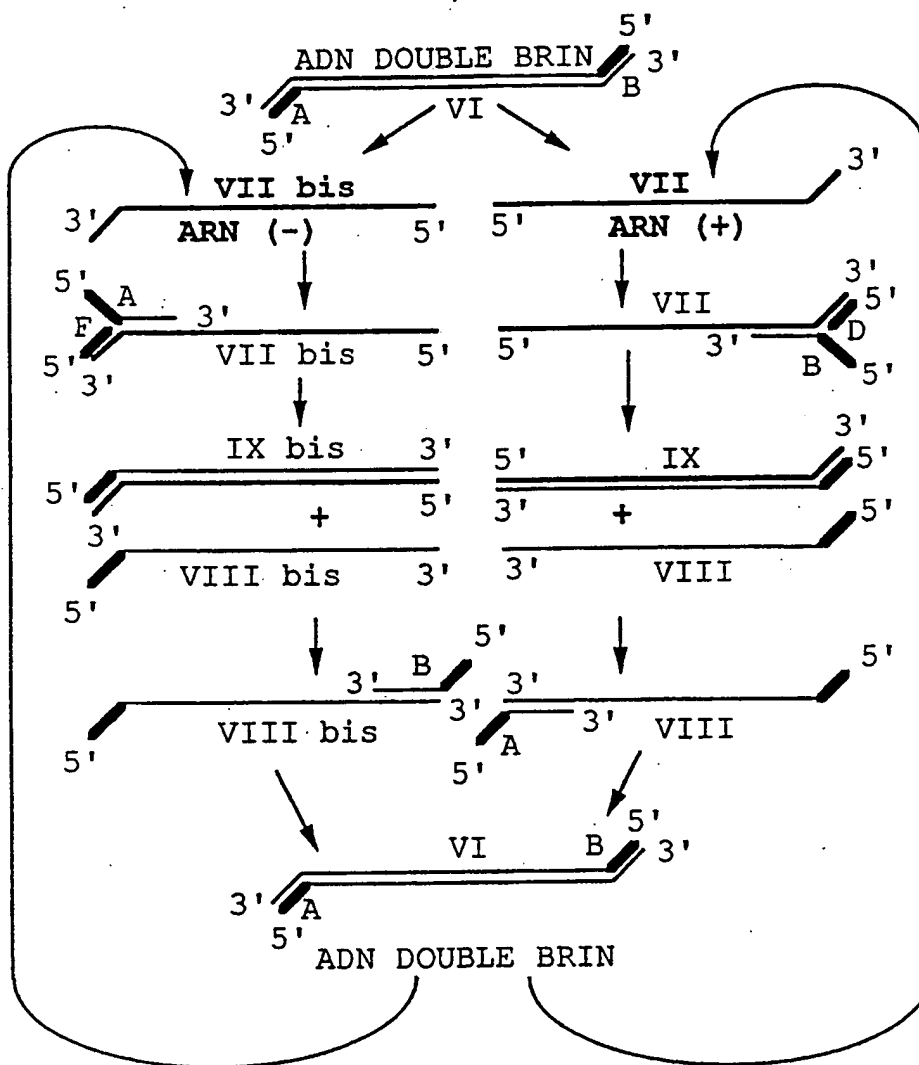 5'
ADN DOUBLE BRIN 3'
3' A VI B
5'
VII bis VII 3'
3' ARN (-) 5' 5' ARN (+)
5' A 3' VII 3' 5'
F 3' D
5' 3' VII bis 5' 5' B 5'
IX bis 3' 5' IX 3' 5'
5' 3' + 5' 3' +
VIII bis 3' 3' VIII 5'
5'
3' B 5' 3' 5'
VIII bis 3' A 3' VIII
5' 5'
VI B 5' 3'
3' A
5'
ADN DOUBLE BRIN